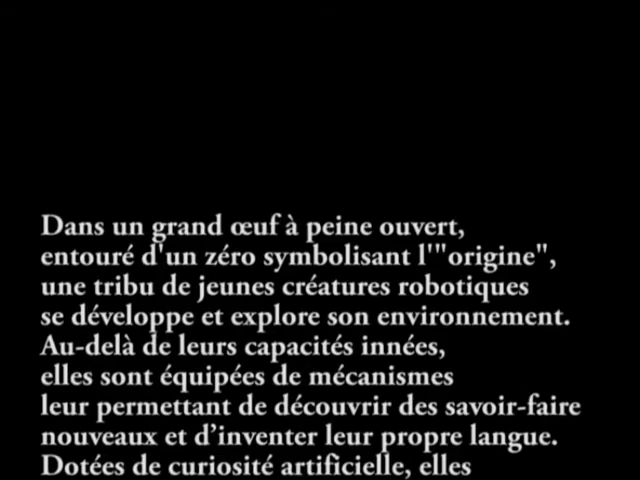 Dans un grand œuf à peine ouvert,
entouré d'un zéro symbolisant l'"origine",
une tribu de jeunes créatures robotiques
se développe et explore son environnement.
Au-delà de leurs capacités innées,
elles sont équipées de mécanismes
leur permettant de découvrir des savoir-faire
nouveaux et d’inventer leur propre langue.
Dotées de curiosité artificielle, elles